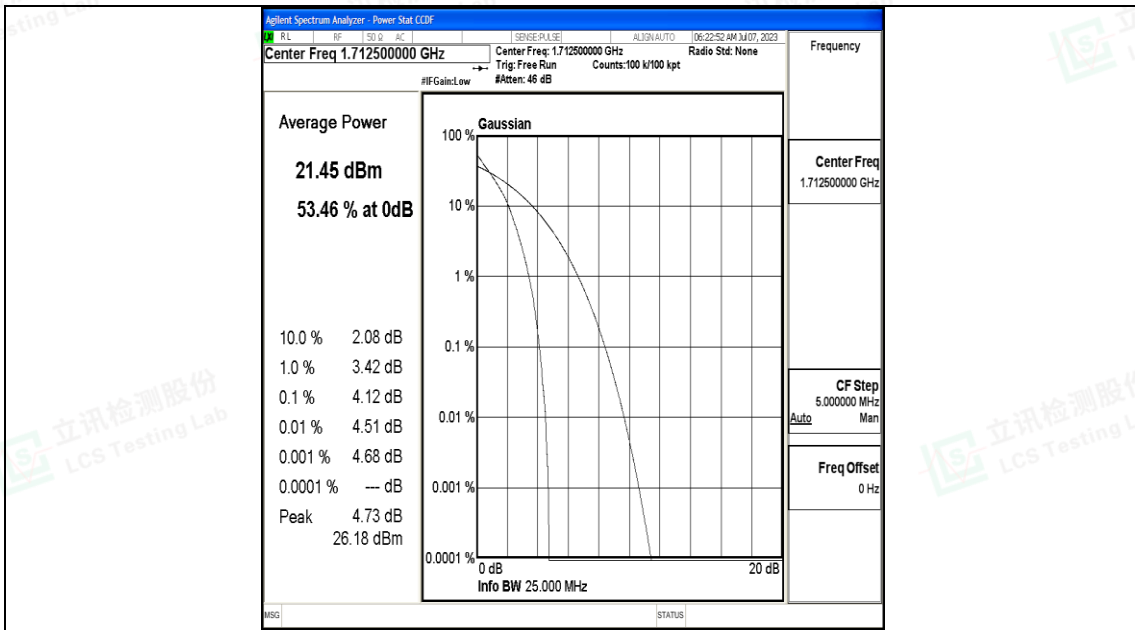 Agilent Spectrum Analyzer - Power Stat CCDF
RL RF 50 Ω AC SENSE:PULSE ALIGN AUTO 06:22:52 AM Jul 07, 2023
Center Freq 1.712500000 GHz
Center Freq: 1.712500000 GHz Radio Std: None
Trig: Free Run Counts:100 k/100 kpt
#IFGain:Low #Atten: 46 dB
Frequency
Average Power
21.45 dBm
53.46 % at 0dB
10.0 % 2.08 dB
1.0 % 3.42 dB
0.1 % 4.12 dB
0.01 % 4.51 dB
0.001 % 4.68 dB
0.0001 % --- dB
Peak 4.73 dB
26.18 dBm
Gaussian
100 %
10 %
1 %
0.1 %
0.01 %
0.001 %
0.0001 %
0 dB 20 dB
Info BW 25.000 MHz
Center Freq
1.712500000 GHz
CF Step
5.000000 MHz
Auto Man
Freq Offset
0 Hz
MSG STATUS
立讯检测股份
LCS Testing Lab
立讯检测股份
LCS Testing L